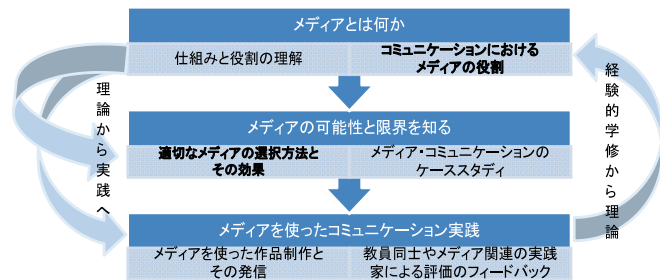 メディアとは何か
仕組みと役割の理解
コミュニケーションにおける
メディアの役割
メディアの可能性と限界を知る
適切なメディアの選択方法と
その効果
メディア・コミュニケーションの
ケーススタディ
メディアを使ったコミュニケーション実践
メディアを使った作品制作と
その発信
教員同士やメディア関連の実践
家による評価のフィードバック
理論から実践へ
経験的学修から理論